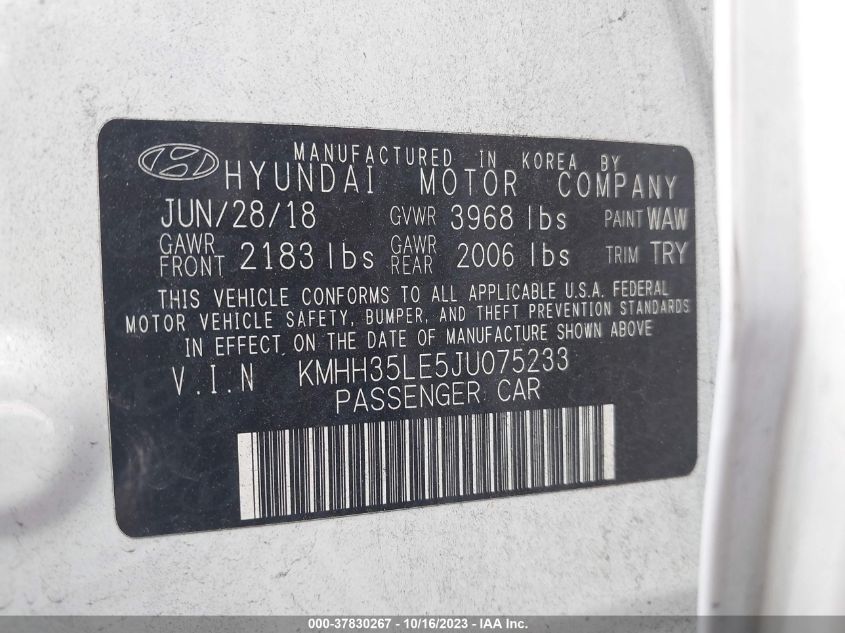 MANUFACTURED IN KOREA BY
HYUNDAI MOTOR COMPANY
JUN/28/18 GVWR 3968 lbs PAINT WAW
GAWR FRONT 2183 lbs GAWR REAR 2006 lbs TRIM TRY
THIS VEHICLE CONFORMS TO ALL APPLICABLE U.S.A. FEDERAL
MOTOR VEHICLE SAFETY, BUMPER, AND THEFT PREVENTION STANDARDS
IN EFFECT ON THE DATE OF MANUFACTURE SHOWN ABOVE
V.I.N KMHH35LE5JU075233
PASSENGER CAR
000-37830267 - 10/16/2023 - IAA Inc.